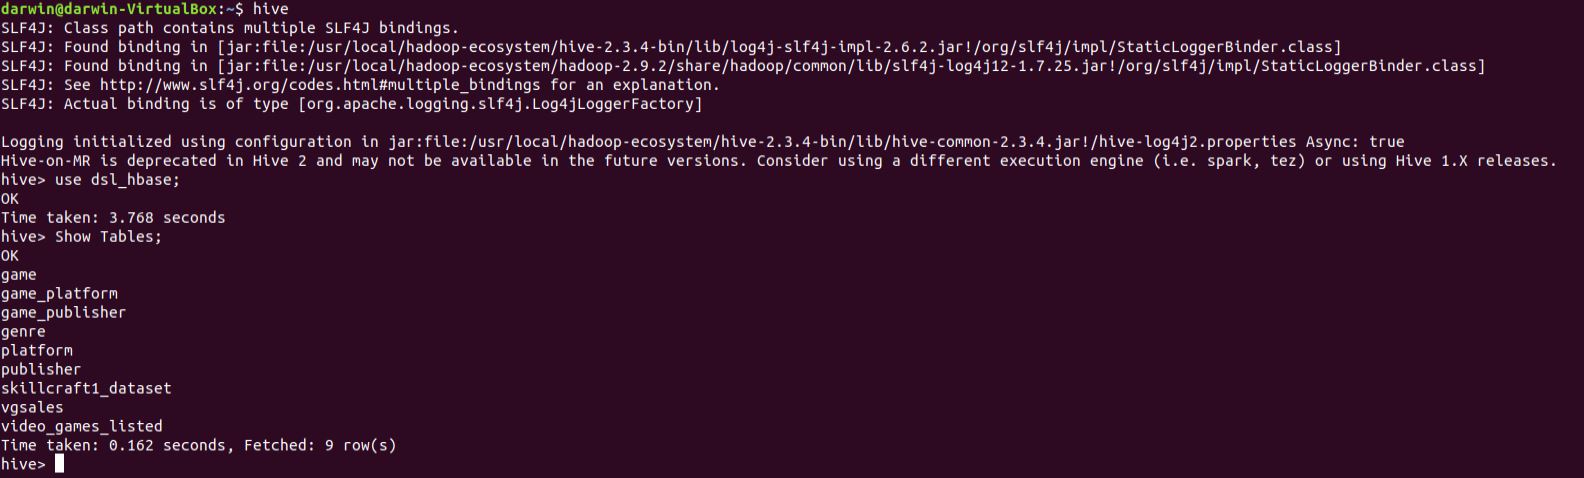 darwin@darwin-VirtualBox:~$ hive
SLF4J: Class path contains multiple SLF4J bindings.
SLF4J: Found binding in [jar:file:/usr/local/hadoop-ecosystem/hive-2.3.4-bin/lib/log4j-slf4j-impl-2.6.2.jar!/org/slf4j/impl/StaticLoggerBinder.class]
SLF4J: Found binding in [jar:file:/usr/local/hadoop-ecosystem/hadoop-2.9.2/share/hadoop/common/lib/slf4j-log4j12-1.7.25.jar!/org/slf4j/impl/StaticLoggerBinder.class]
SLF4J: See http://www.slf4j.org/codes.html#multiple_bindings for an explanation.
SLF4J: Actual binding is of type [org.apache.logging.slf4j.Log4jLoggerFactory]
Logging initialized using configuration in jar:file:/usr/local/hadoop-ecosystem/hive-2.3.4-bin/lib/hive-common-2.3.4.jar!/hive-log4j2.properties Async: true
Hive-on-MR is deprecated in Hive 2 and may not be available in the future versions. Consider using a different execution engine (i.e. spark, tez) or using Hive 1.X releases.
hive> use dsl_hbase;
OK
Time taken: 3.768 seconds
hive> Show Tables;
OK
game
game_platform
game_publisher
genre
platform
publisher
skillcraft1_dataset
vgsales
video_games_listed
Time taken: 0.162 seconds, Fetched: 9 row(s)
hive>